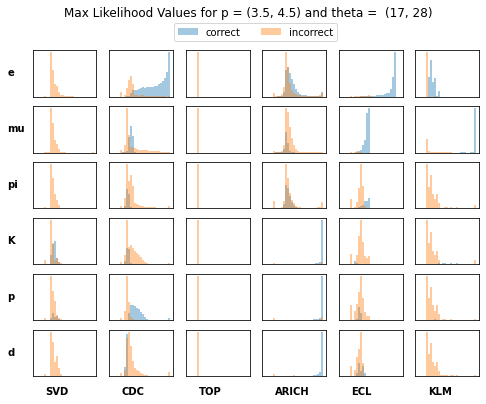 Max Likelihood Values for p = (3.5, 4.5) and theta =  (17, 28)
correct incorrect
e
mu
pi
K
p
d
SVD CDC TOP ARICH ECL KLM